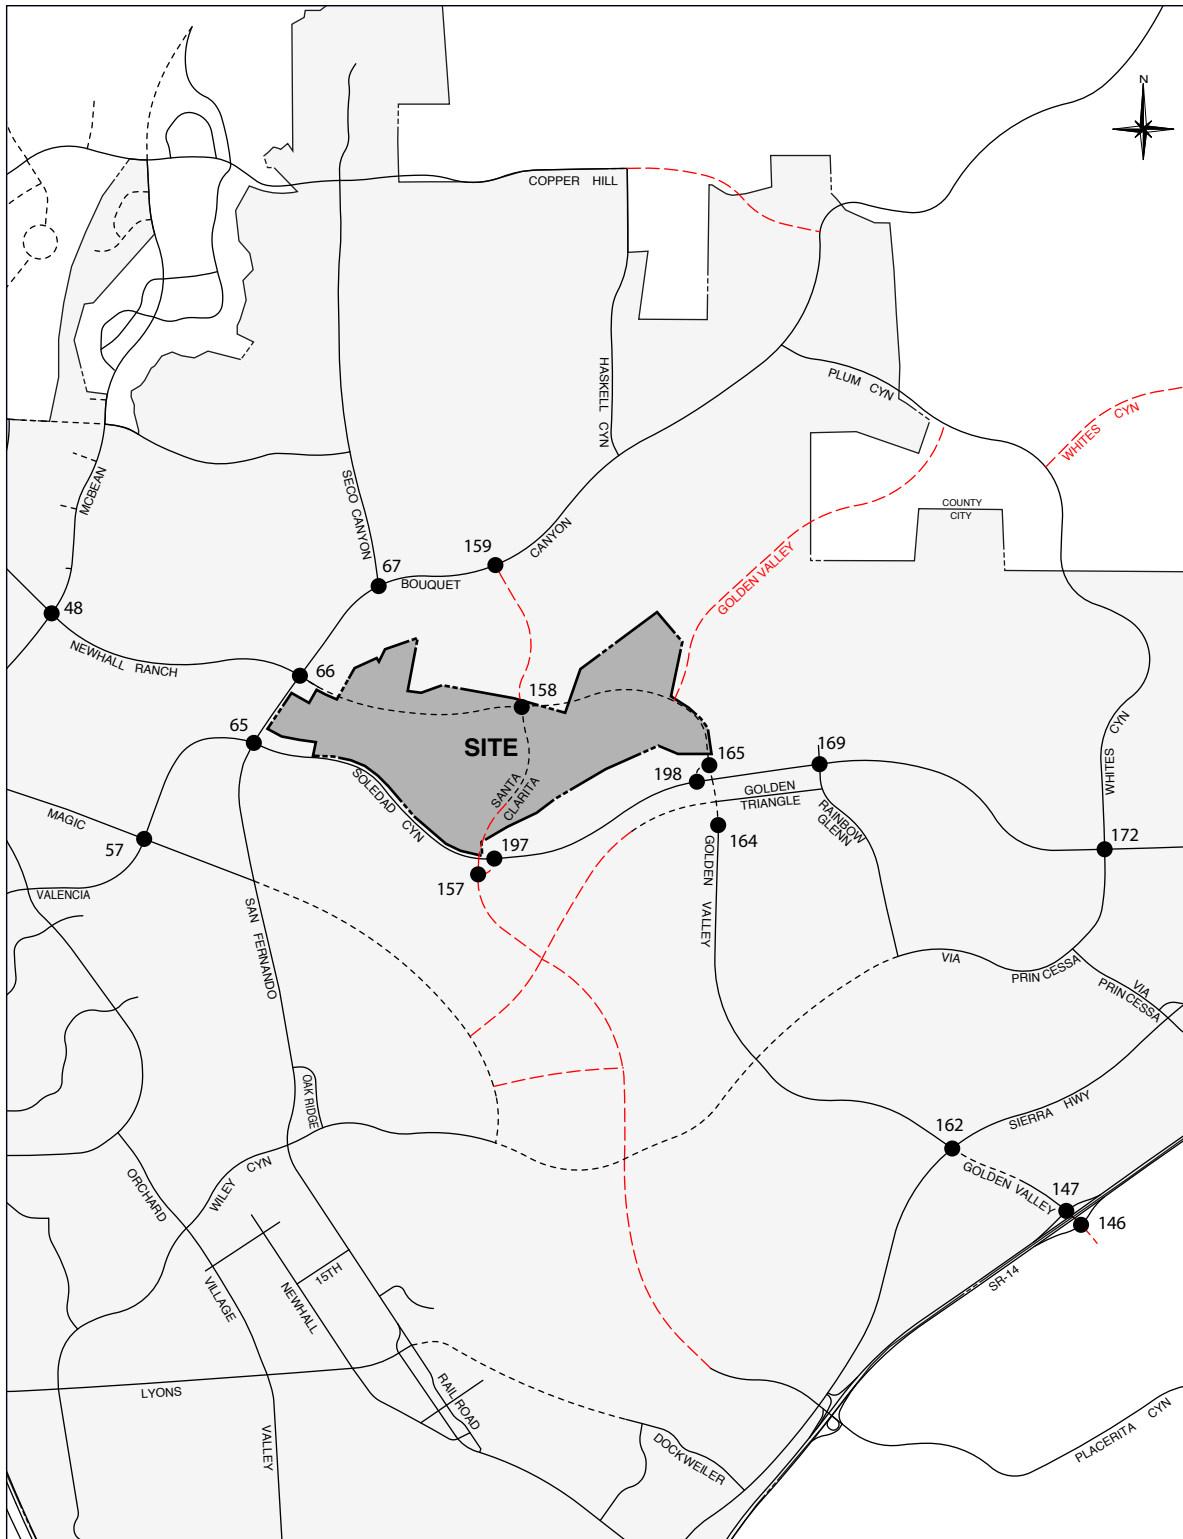 N
COPPER HILL
HASKELL CYN
PLUM CYN
WHITES CYN
MCBEAN
SECO CANYON
COUNTY
CITY
CANYON
159
67
BOUQUET
GOLDEN VALLEY
48
NEWHALL RANCH
66
158
65
SITE
SANTA
CLARITA
SOLEDAD CYN
165
169
198
GOLDEN
TRIANGLE
RAINBOW
GLENN
WHITES CYN
MAGIC
57
164
172
197
157
VALENCIA
SAN FERNANDO
GOLDEN VALLEY
VIA
PRINCESSA
VIA
PRINCESSA
OAK RIDGE
SIERRA HWY
162
WILEY CYN
ORCHARD
GOLDEN VALLEY
147
146
SR-14
15TH
NEWHALL
VILLAGE
RAILROAD
LYONS
VALLEY
DOCKWEILER
PLACERITA CYN